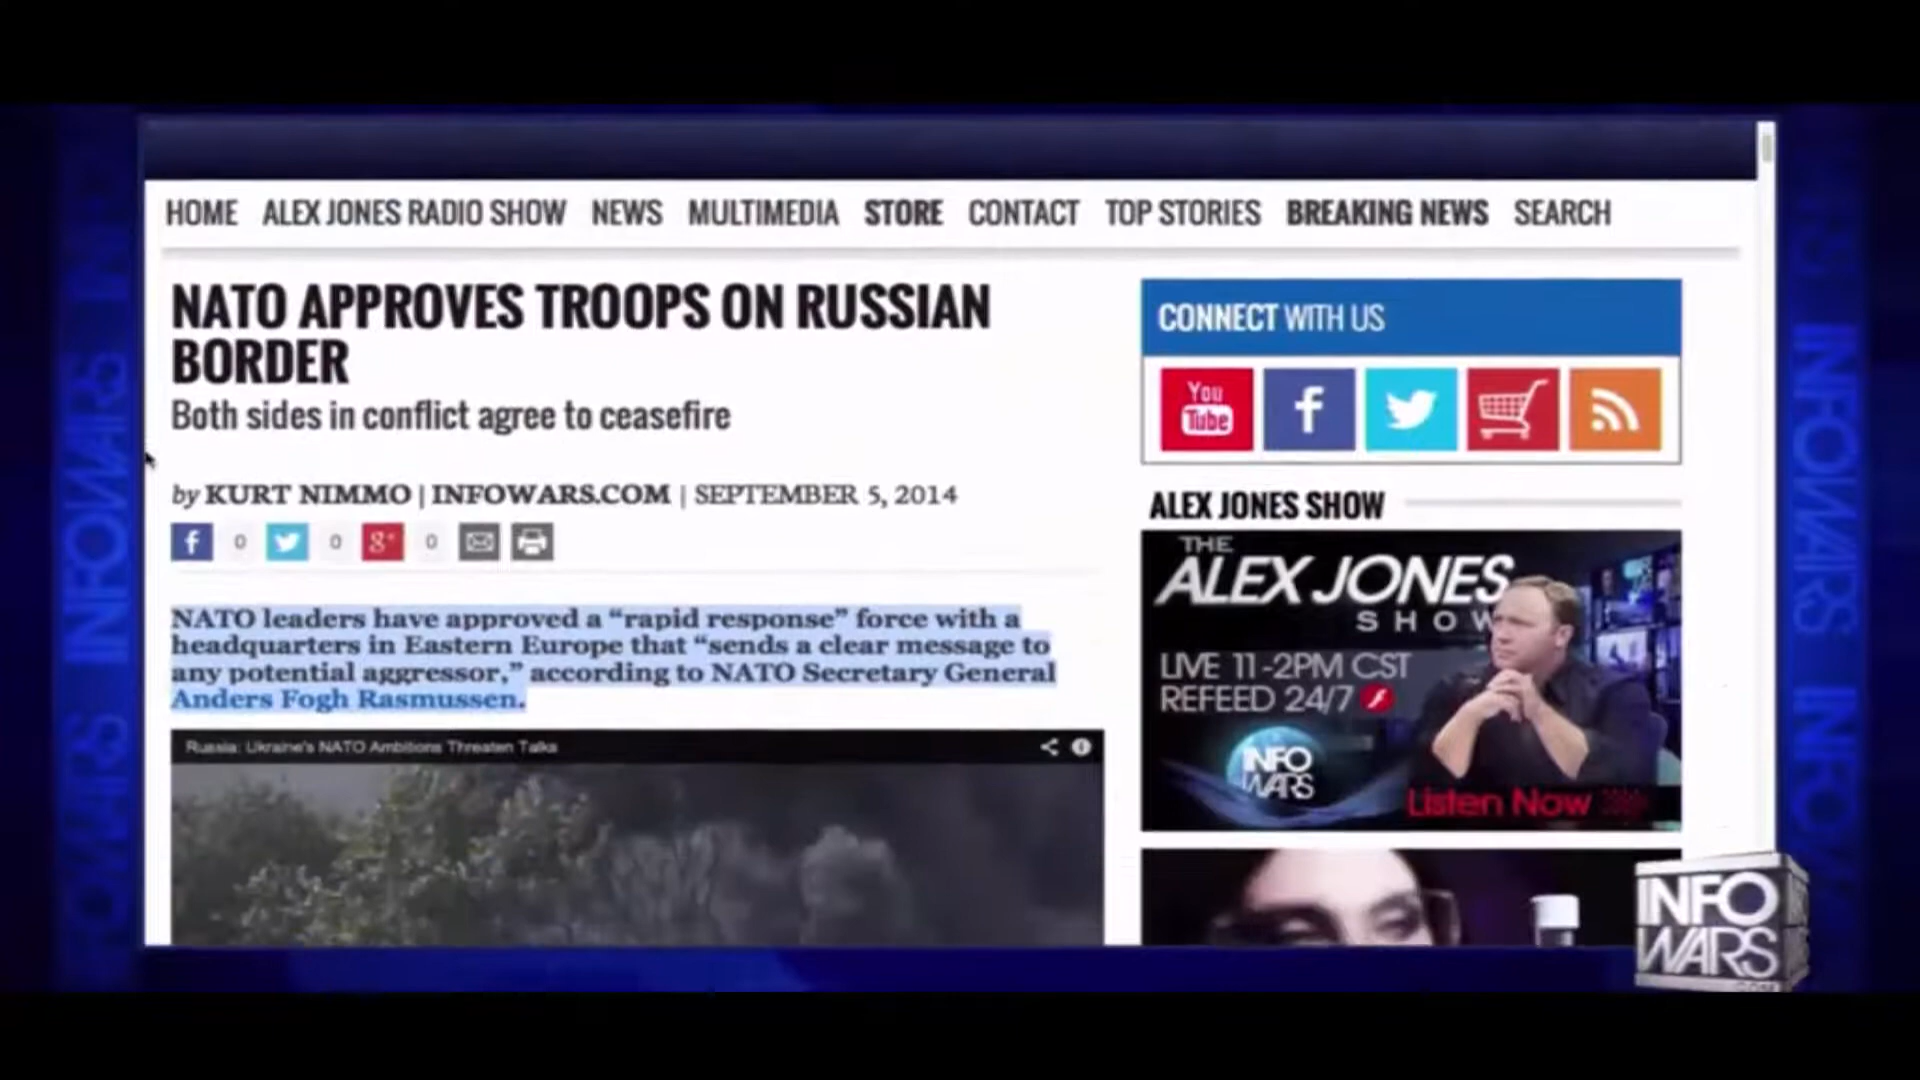 HOME ALEX JONES RADIO SHOW NEWS MULTIMEDIA STORE CONTACT TOP STORIES BREAKING NEWS SEARCH
NATO APPROVES TROOPS ON RUSSIAN
BORDER
Both sides in conflict agree to ceasefire
by KURT NIMMO | INFOWARS.COM | SEPTEMBER 5, 2014
f 0 0 g+ 0
NATO leaders have approved a “rapid response” force with a
headquarters in Eastern Europe that “sends a clear message to
any potential aggressor,” according to NATO Secretary General
Anders Fogh Rasmussen.
Russia: Ukraine's NATO Ambitions Threaten Talks
CONNECT WITH US
You
Tube
f
ALEX JONES SHOW
THE
ALEX JONES
SHOW
LIVE 11-2PM CST
REFEED 24/7
INFO
WARS
Listen Now
INFO
WARS
.COM
INFOWARS
INFOWARS